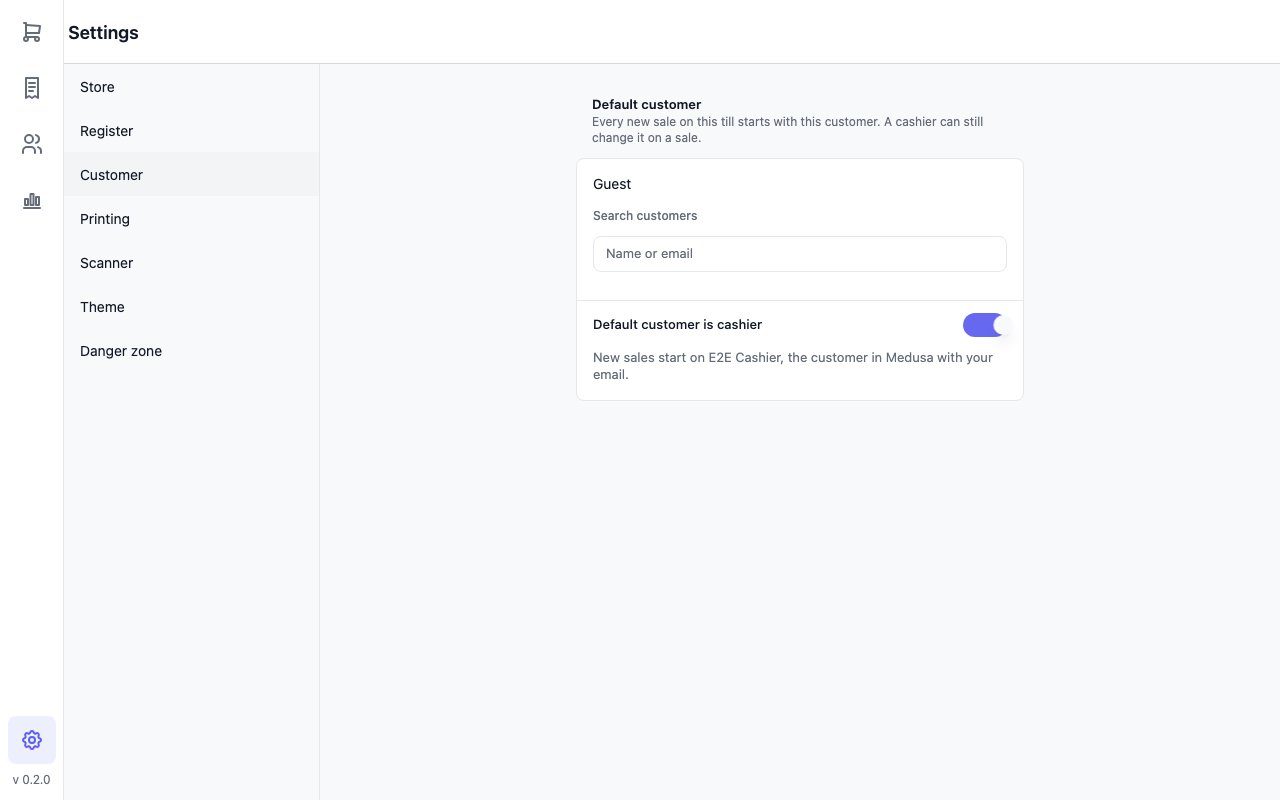 Settings
Store
Register
Customer
Printing
Scanner
Theme
Danger zone
Default customer
Every new sale on this till starts with this customer. A cashier can still
change it on a sale.
Guest
Search customers
Name or email
Default customer is cashier
New sales start on E2E Cashier, the customer in Medusa with your
email.
v 0.2.0